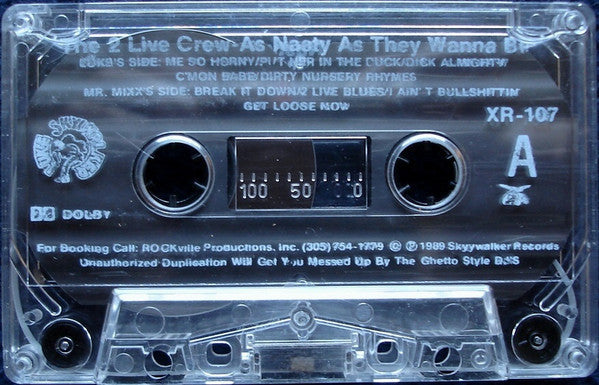 The 2 Live Crew-As Nasty As They Wanna Be
LUKE'S SIDE: ME SO HORNY/PUT HER IN THE BUCK/DICK ALMIGHTY/
C'MON BABE/DIRTY NURSERY RHYMES
MR. MIXX'S SIDE: BREAK IT DOWN/2 LIVE BLUES/I AIN'T BULLSHITTIN'
GET LOOSE NOW
XR-107
A
100 50 0
DOLBY
For Booking Call: ROCKville Productions, Inc. (305) 754-1779 © ℗ 1989 Skyywalker Records
Unauthorized Duplication Will Get You Messed Up By The Ghetto Style DJ'S